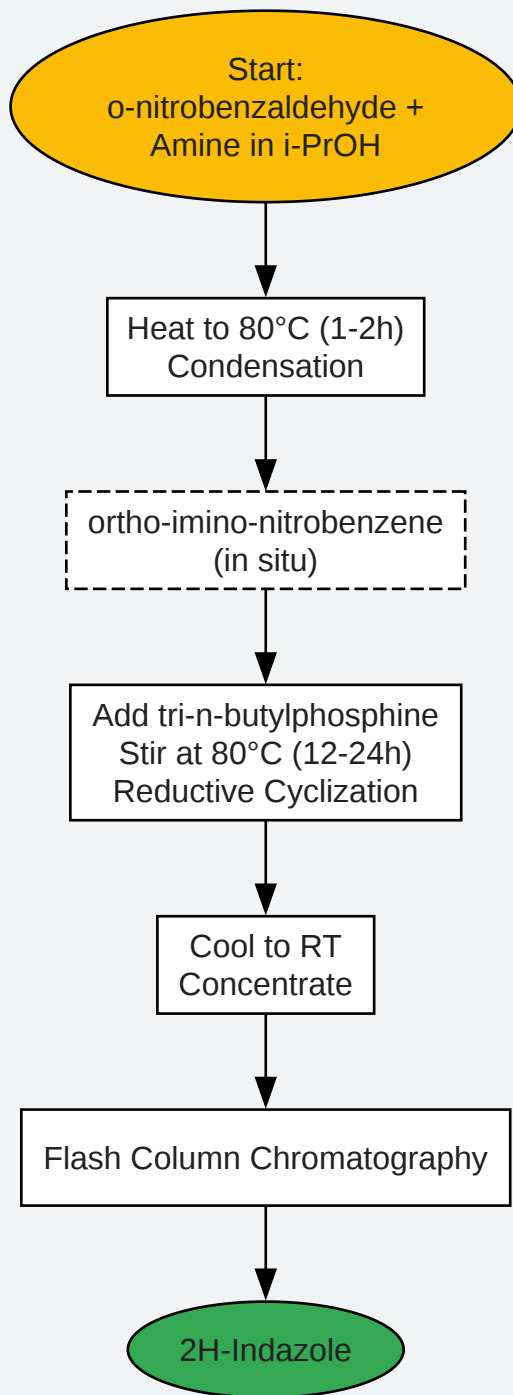 Start:
o-nitrobenzaldehyde +
Amine in i-PrOH
Heat to 80°C (1-2h)
Condensation
ortho-imino-nitrobenzene
(in situ)
Add tri-n-butylphosphine
Stir at 80°C (12-24h)
Reductive Cyclization
Cool to RT
Concentrate
Flash Column Chromatography
2H-Indazole